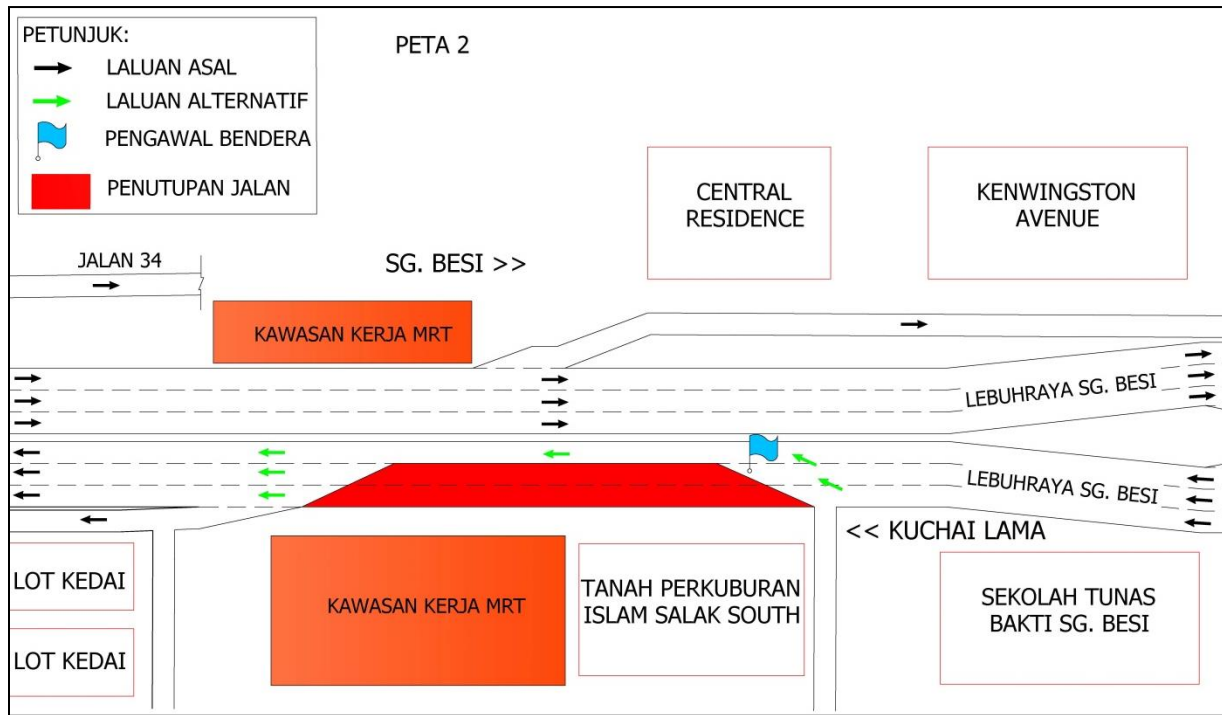 PETUNJUK:
LALUAN ASAL
LALUAN ALTERNATIF
PENGAWAL BENDERA
PENUTUPAN JALAN
PETA 2
CENTRAL
RESIDENCE
KENWINGSTON
AVENUE
JALAN 34
SG. BESI >>
KAWASAN KERJA MRT
LEBUHRAYA SG. BESI
LEBUHRAYA SG. BESI
<< KUCHAI LAMA
LOT KEDAI
LOT KEDAI
KAWASAN KERJA MRT
TANAH PERKUBURAN
ISLAM SALAK SOUTH
SEKOLAH TUNAS
BAKTI SG. BESI